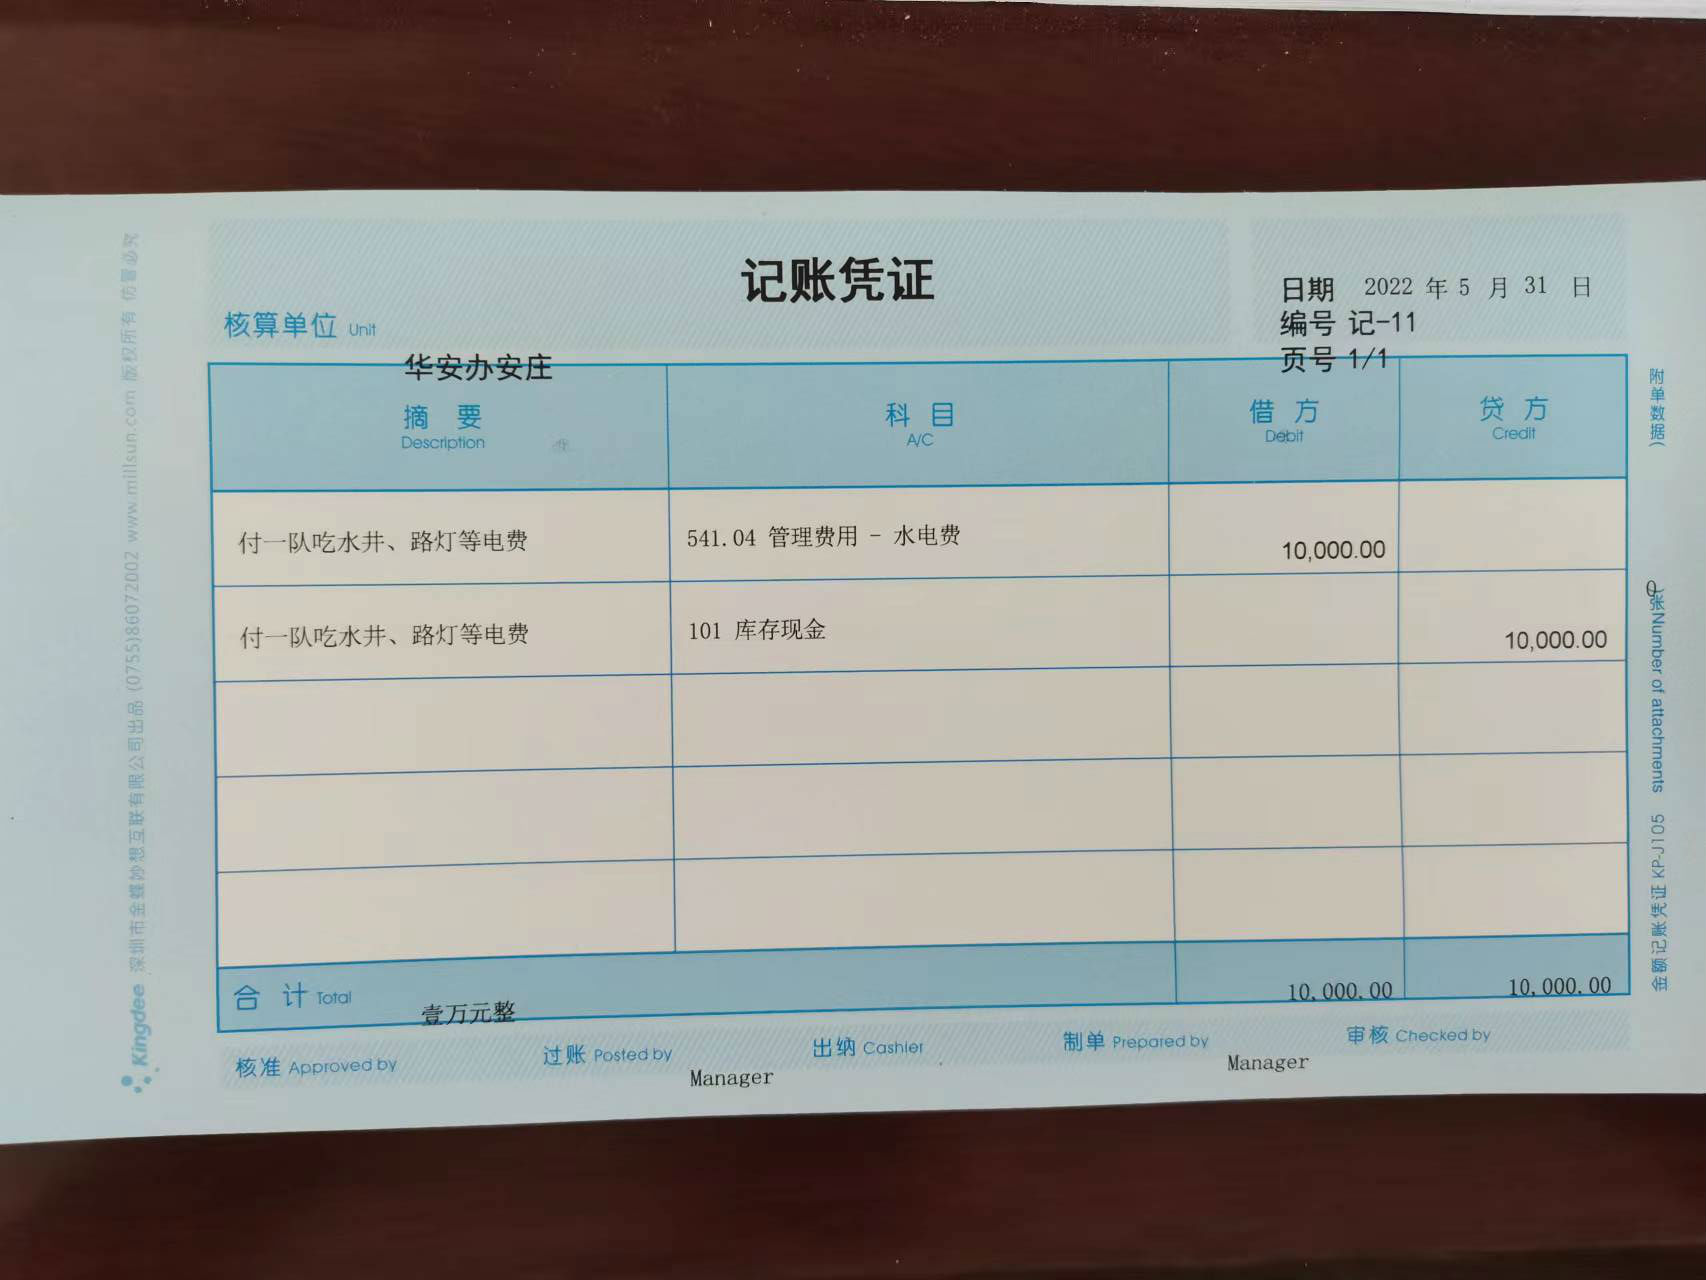 记账凭证
日期 2022 年 5 月 31 日
核算单位 Unit
编号 记-11
华安办安庄
页号 1/1
摘 要 科 目 借 方 贷 方
Description A/C Debit Credit
付一队吃水井、路灯等电费 541.04 管理费用 - 水电费 10,000.00
付一队吃水井、路灯等电费 101 库存现金 10,000.00
合 计 Total 壹万元整 10,000.00 10,000.00
核准 Approved by 过账 Posted by 出纳 Cashier 制单 Prepared by 审核 Checked by
Manager Manager
附单数据(
0
张)Number of attachments
金额记账凭证 KP-J105
Kingdee 深圳市金蝶妙想互联有限公司出品 (0755)86072002 www.millsun.com 版权所有 仿冒必究